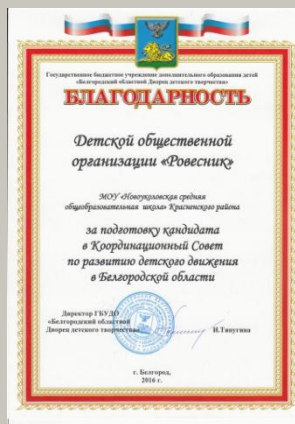 Государственное бюджетное учреждение дополнительного образования детей
«Белгородский областной Дворец детского творчества»
БЛАГОДАРНОСТЬ
Детской общественной
организации «Ровесник»
МОУ «Новоуколовская средняя
общеобразовательная школа» Красненского района
за подготовку кандидата
в Координационный Совет
по развитию детского движения
в Белгородской области
Директор ГБУДО
«Белгородский областной
Дворец детского творчества»
г. Белгород,
2016 г.